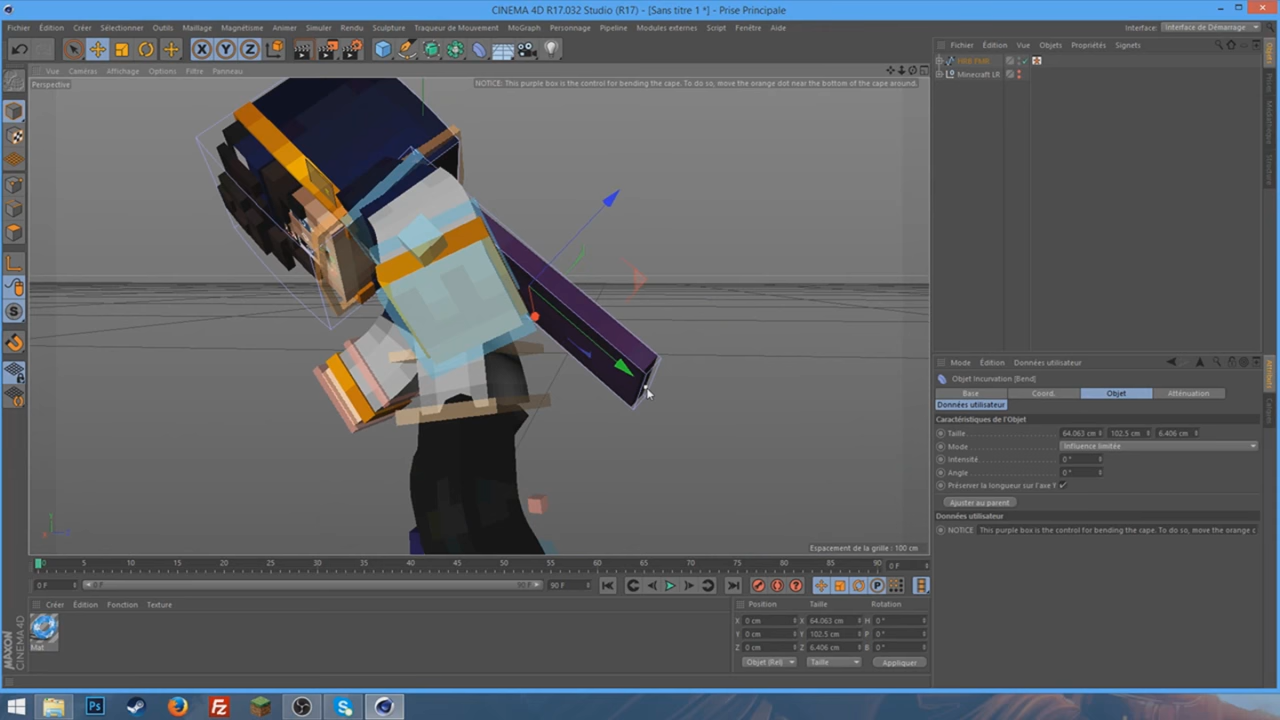 CINEMA 4D R17.032 Studio (R17) - [Sans titre 1 *] - Prise Principale
Fichier Édition Créer Sélectionner Outils Maillage Magnétisme Animer Simuler Rendu Sculpture Traqueur de Mouvement MoGraph Personnage Pipeline Modules externes Script Fenêtre Aide
Interface: Interface de Démarrage
Fichier Édition Vue Objets Propriétés Signets
Vue Caméras Affichage Options Filtre Panneau
Perspective
NOTICE: This purple box is the control for bending the cape. To do so, move the orange dot near the bottom of the cape around.
Minecraft LR
Objets
Structure
Mode Édition Données utilisateur
Objet Incurvation [Bend]
Base Coord. Objet Atténuation
Données utilisateur
Caractéristiques de l'Objet
Taille 64.063 cm 102.5 cm 6.406 cm
Mode Influence limitée
Intensité 0 °
Angle 0 °
Préserver la longueur sur l'axe Y
Ajuster au parent
Données utilisateur
NOTICE This purple box is the control for bending the cape. To do so, move the orange c
Attributs
Espacement de la grille : 100 cm
0 5 10 15 20 25 30 35 40 45 50 55 60 65 70 75 80 85 90 0 F
0 F 0 F 90 F 90 F
Créer Édition Fonction Texture
Mat
Position Taille Rotation
X 0 cm X 64.063 cm H 0 °
Y 0 cm Y 102.5 cm P 0 °
Z 0 cm Z 6.406 cm B 0 °
Objet (Rel) Taille Appliquer
MAXON
CINEMA 4D